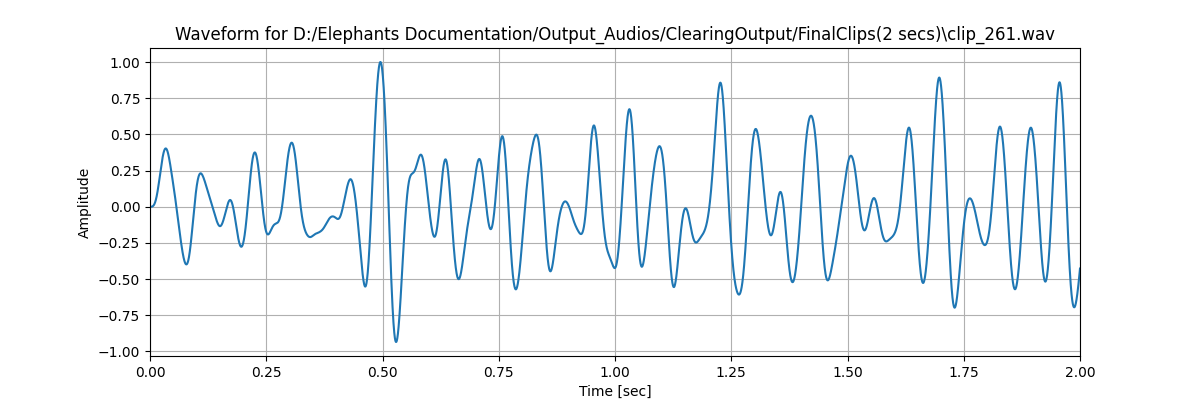 Waveform for D:/Elephants Documentation/Output_Audios/ClearingOutput/FinalClips(2 secs)\clip_261.wav
1.00
0.75
0.50
0.25
0.00
−0.25
−0.50
−0.75
−1.00
Amplitude
0.00 0.25 0.50 0.75 1.00 1.25 1.50 1.75 2.00
Time [sec]